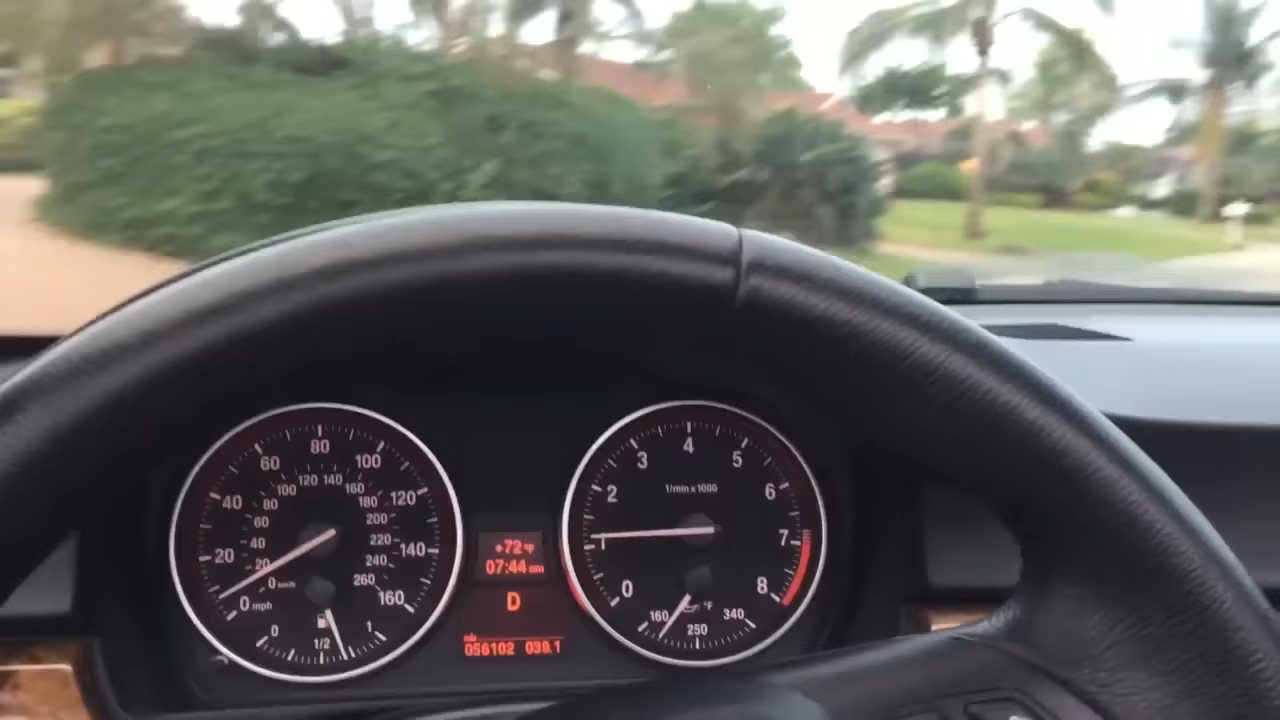 80
60 100
120 140
100 160
40 80 180 120
60 200
20 40 220 140
20 240
0 km/h 260
0 mph 160
0 1/2 1
+72 °F
07:44 am
D
mls
056102 039.1
4
3 5
1/min x 1000
2 6
1 7
0 8
°F
160 250 340